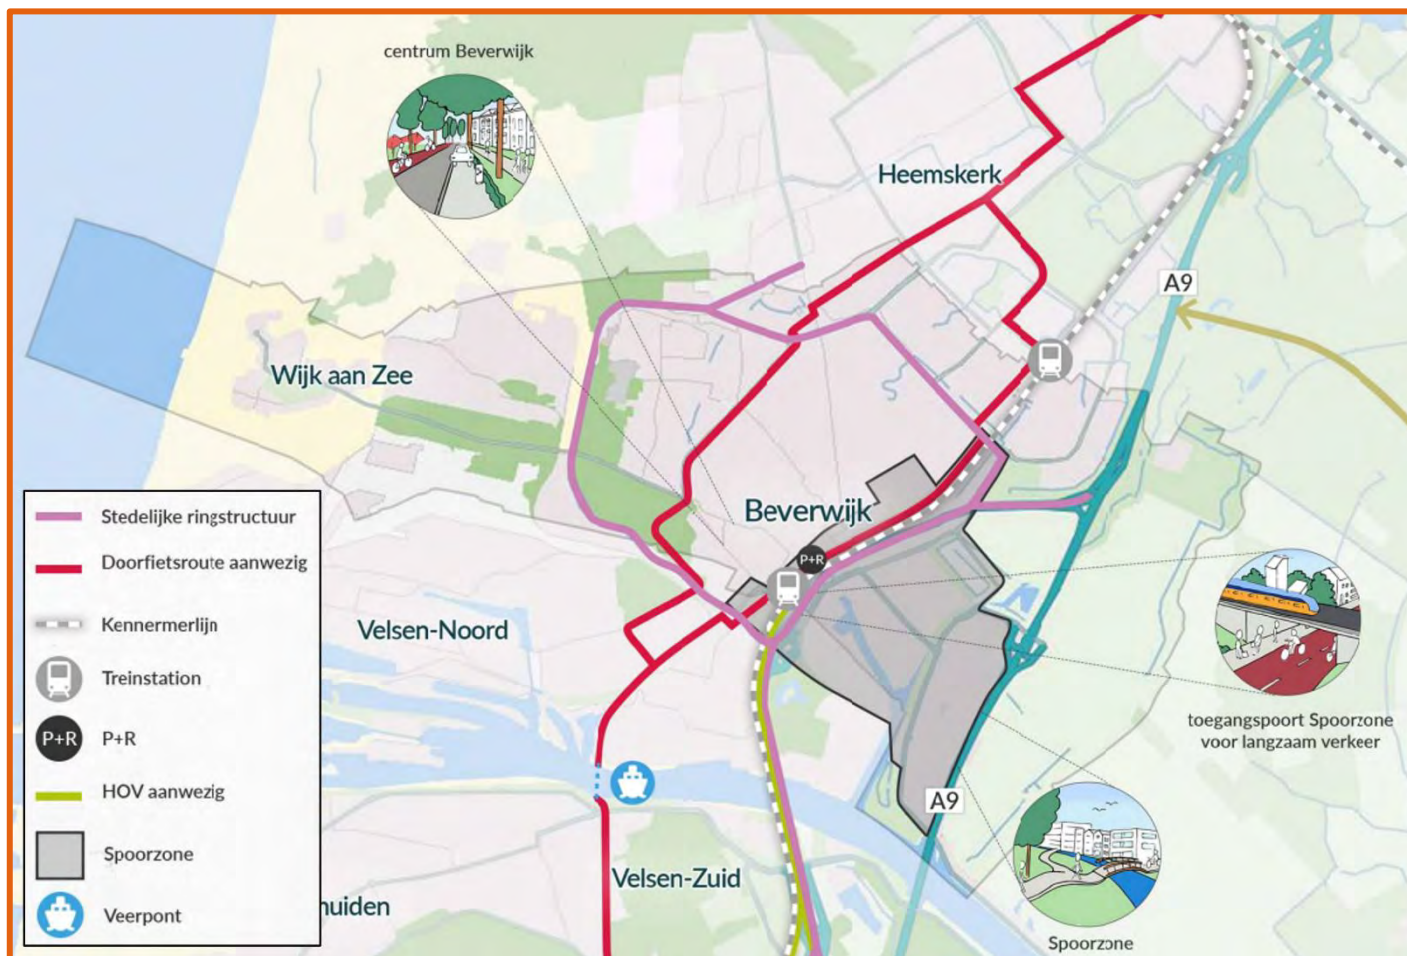 centrum Beverwijk
Heemskerk
A9
Wijk aan Zee
Beverwijk
P+R
Velsen-Noord
toegangspoort Spoorzone
voor langzaam verkeer
A9
Velsen-Zuid
huiden
Spoorzone
Stedelijke ringstructuur
Doorfietsroute aanwezig
Kennermerlijn
Treinstation
P+R P+R
HOV aanwezig
Spoorzone
Veerpont